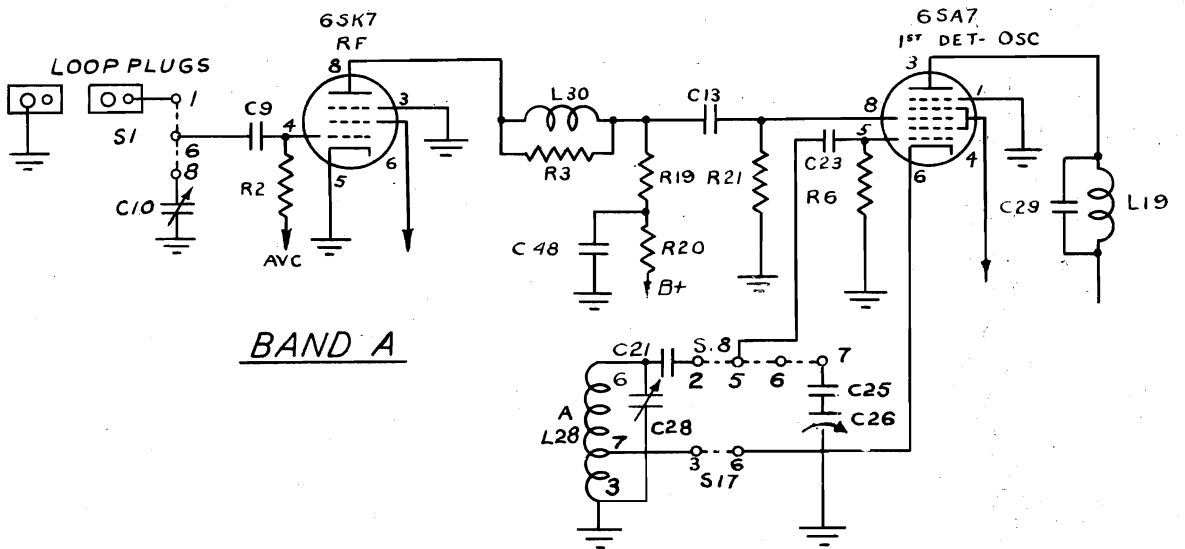 6SK7
RF
6SA7
1ST DET- OSC
LOOP PLUGS
8
3
1
L30
C13
C9
1
3
8
S1
4
5
6
C23
4
8
6
5
R3
6
R2
R19
R21
R6
C29
L19
C10
C48
R20
AVC
B+
BAND A
C21
S.8
7
6
2
5
6
C25
A
L28
C28
C26
7
3
6
3
S17